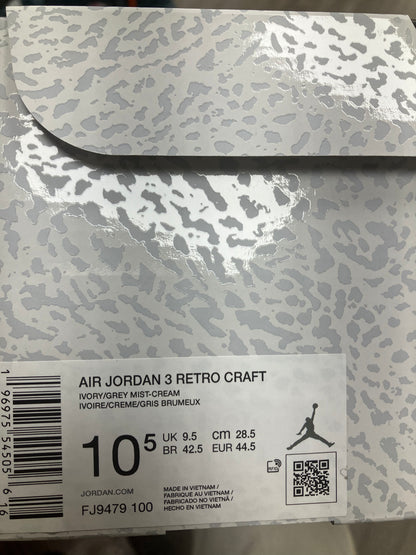 AIR JORDAN 3 RETRO CRAFT
IVORY/GREY MIST-CREAM
IVOIRE/CREME/GRIS BRUMEUX
10⁵
UK 9.5 cm 28.5
BR 42.5 EUR 44.5
JORDAN.COM
FJ9479 100
MADE IN VIETNAM /
FABRIQUE AU VIETNAM /
FABRICADO NO VIETNÃ /
HECHO EN VIETNAM
1 96975 54505 6 16